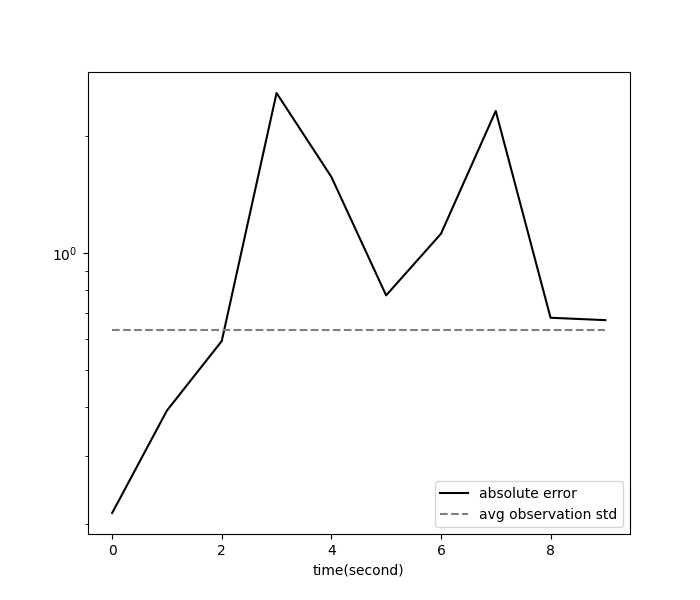 10⁰
0 2 4 6 8
time(second)
absolute error
avg observation std